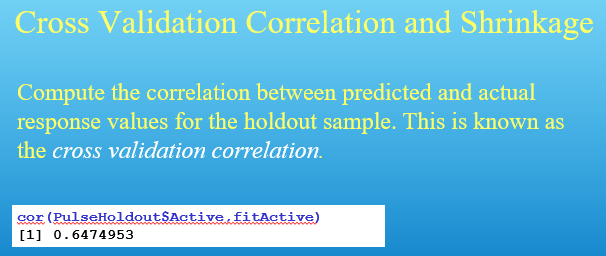 Cross Validation Correlation and Shrinkage
Compute the correlation between predicted and actual
response values for the holdout sample. This is known as
the cross validation correlation.
cor(PulseHoldout$Active,fitActive)
[1] 0.6474953